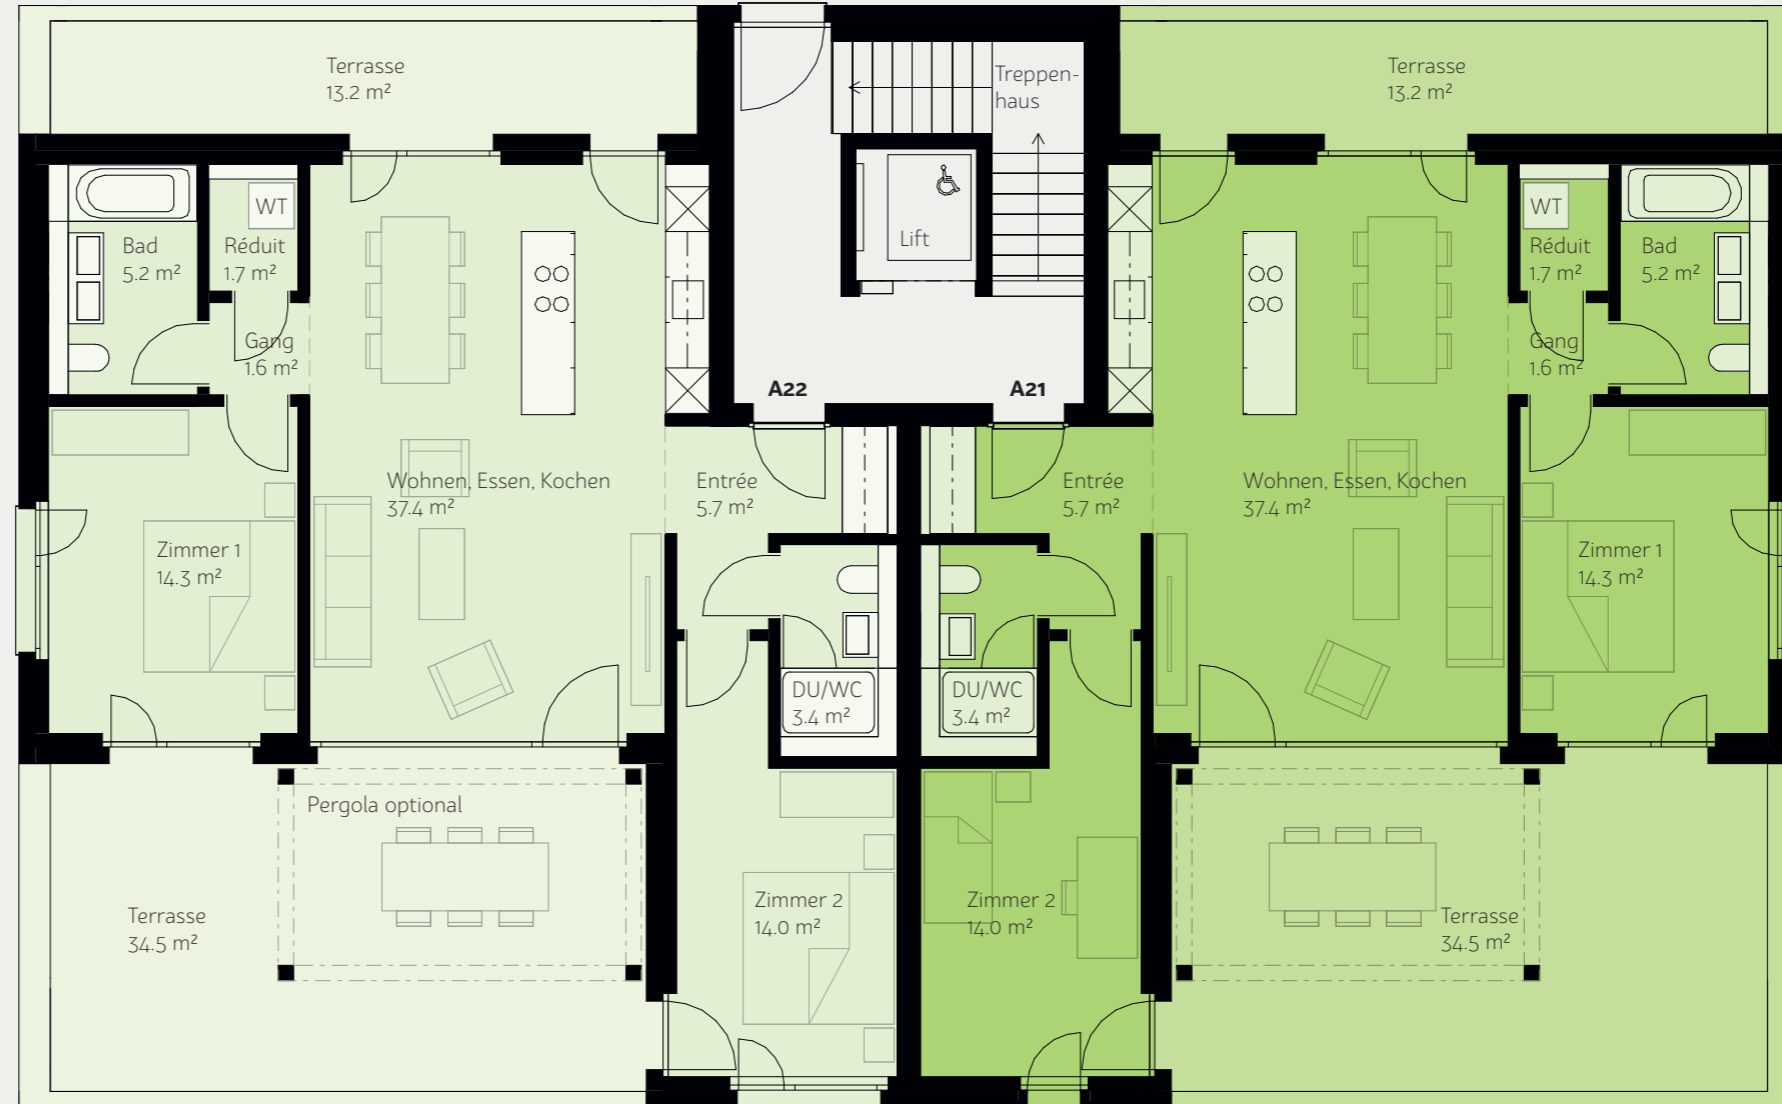 Terrasse
13.2 m²
Treppen-
haus
Terrasse
13.2 m²
WT
Bad
5.2 m²
Réduit
1.7 m²
Lift
WT
Réduit
1.7 m²
Bad
5.2 m²
Gang
1.6 m²
Gang
1.6 m²
A22
A21
Wohnen, Essen, Kochen
37.4 m²
Entrée
5.7 m²
Entrée
5.7 m²
Wohnen, Essen, Kochen
37.4 m²
Zimmer 1
14.3 m²
Zimmer 1
14.3 m²
DU/WC
3.4 m²
DU/WC
3.4 m²
Pergola optional
Terrasse
34.5 m²
Zimmer 2
14.0 m²
Zimmer 2
14.0 m²
Terrasse
34.5 m²